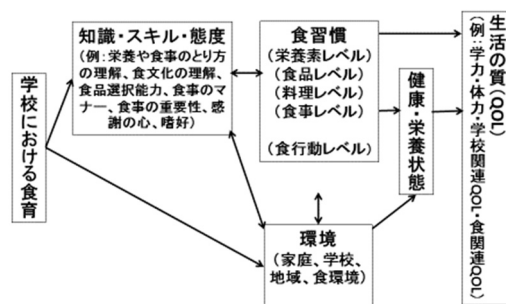 学校における食育
知識・スキル・態度
(例:栄養や食事のとり方
の理解、食文化の理解、
食品選択能力、食事のマ
ナー、食事の重要性、感
謝の心、嗜好)
食習慣
(栄養素レベル)
(食品レベル)
(料理レベル)
(食事レベル)
(食行動レベル)
環境
(家庭、学校、
地域、食環境)
健康・栄養状態
生活の質(QOL)
(例:学力・体力・学校関連QOL・食関連QOL)